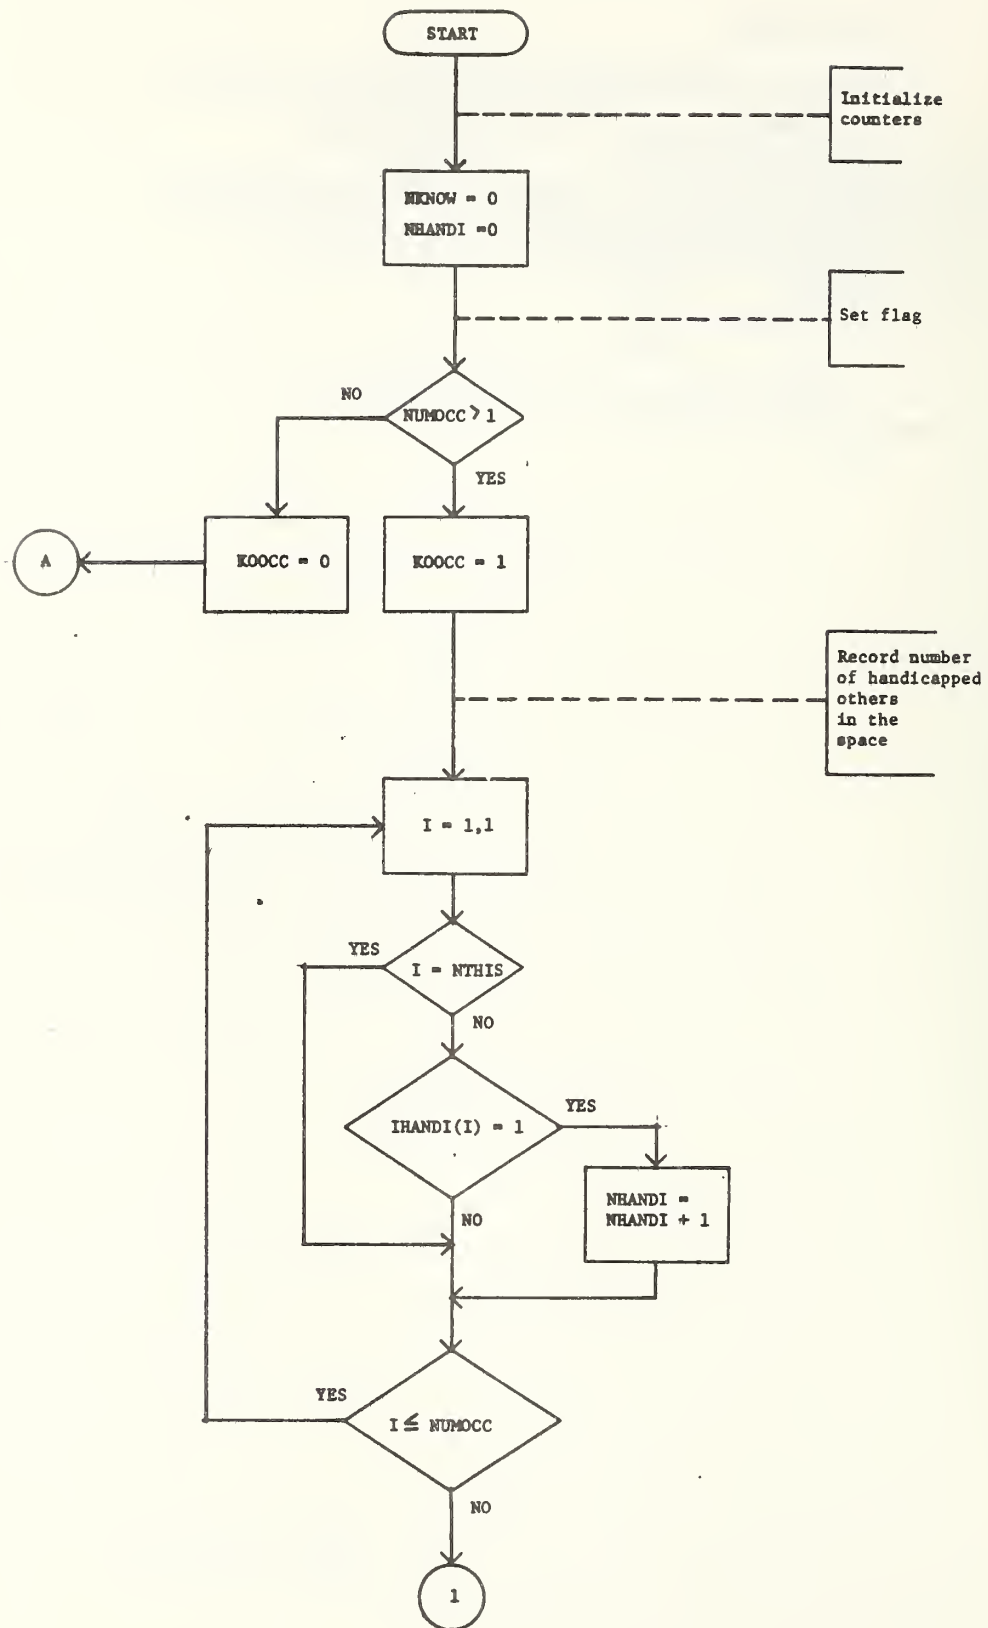 START
Initialize
counters
NKNOW = 0
NHANDI =0
Set flag
NO
NUMOCC > 1
YES
A
KOOCC = 0
KOOCC = 1
Record number
of handicapped
others
in the
space
I = 1,1
YES
I = NTHIS
NO
IHANDI(I) = 1
YES
NHANDI =
NHANDI + 1
NO
YES
I ≦ NUMOCC
NO
1